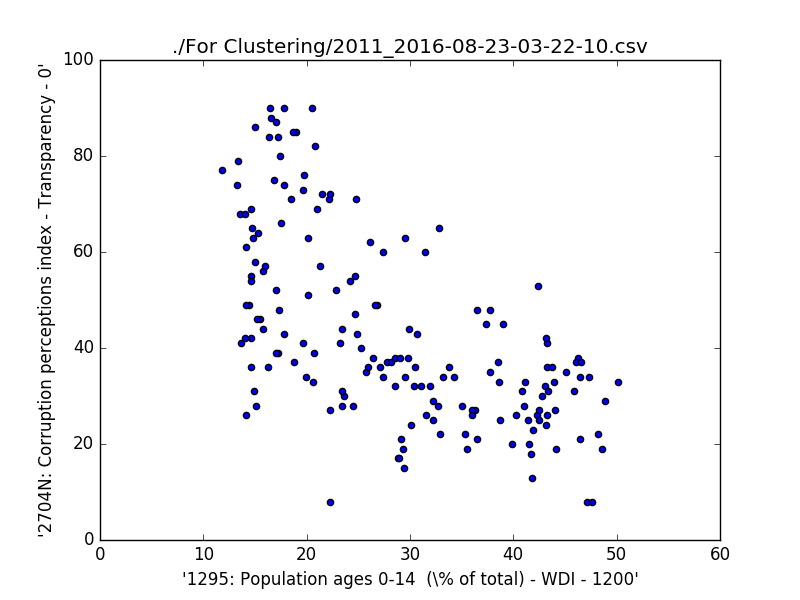 ./For Clustering/2011_2016-08-23-03-22-10.csv
'2704N: Corruption perceptions index - Transparency - 0'
100
80
60
40
20
0
0 10 20 30 40 50 60
'1295: Population ages 0-14  (\% of total) - WDI - 1200'